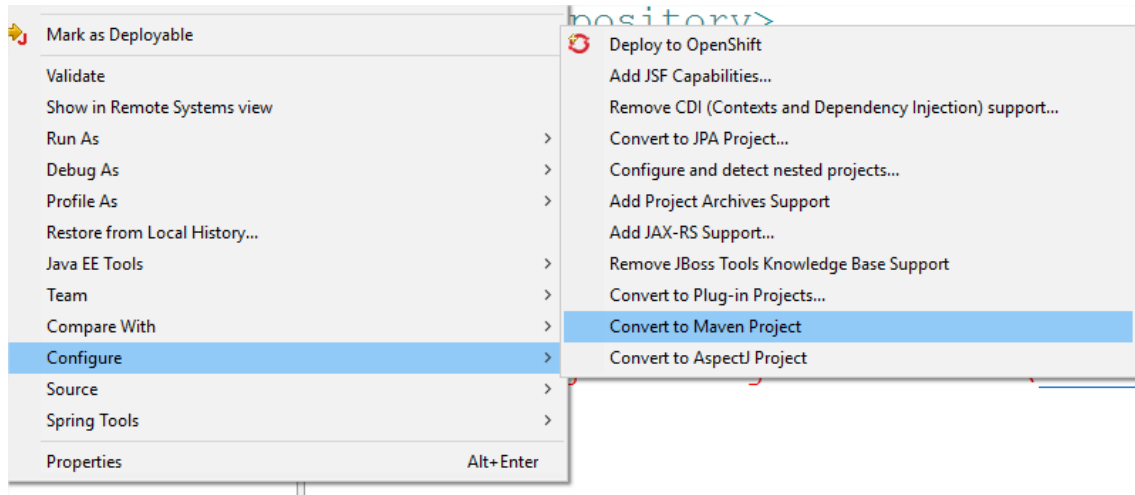 pository>
Mark as Deployable
Validate
Show in Remote Systems view
Run As
Debug As
Profile As
Restore from Local History...
Java EE Tools
Team
Compare With
Configure
Source
Spring Tools
Properties Alt+Enter
Deploy to OpenShift
Add JSF Capabilities...
Remove CDI (Contexts and Dependency Injection) support...
Convert to JPA Project...
Configure and detect nested projects...
Add Project Archives Support
Add JAX-RS Support...
Remove JBoss Tools Knowledge Base Support
Convert to Plug-in Projects...
Convert to Maven Project
Convert to AspectJ Project